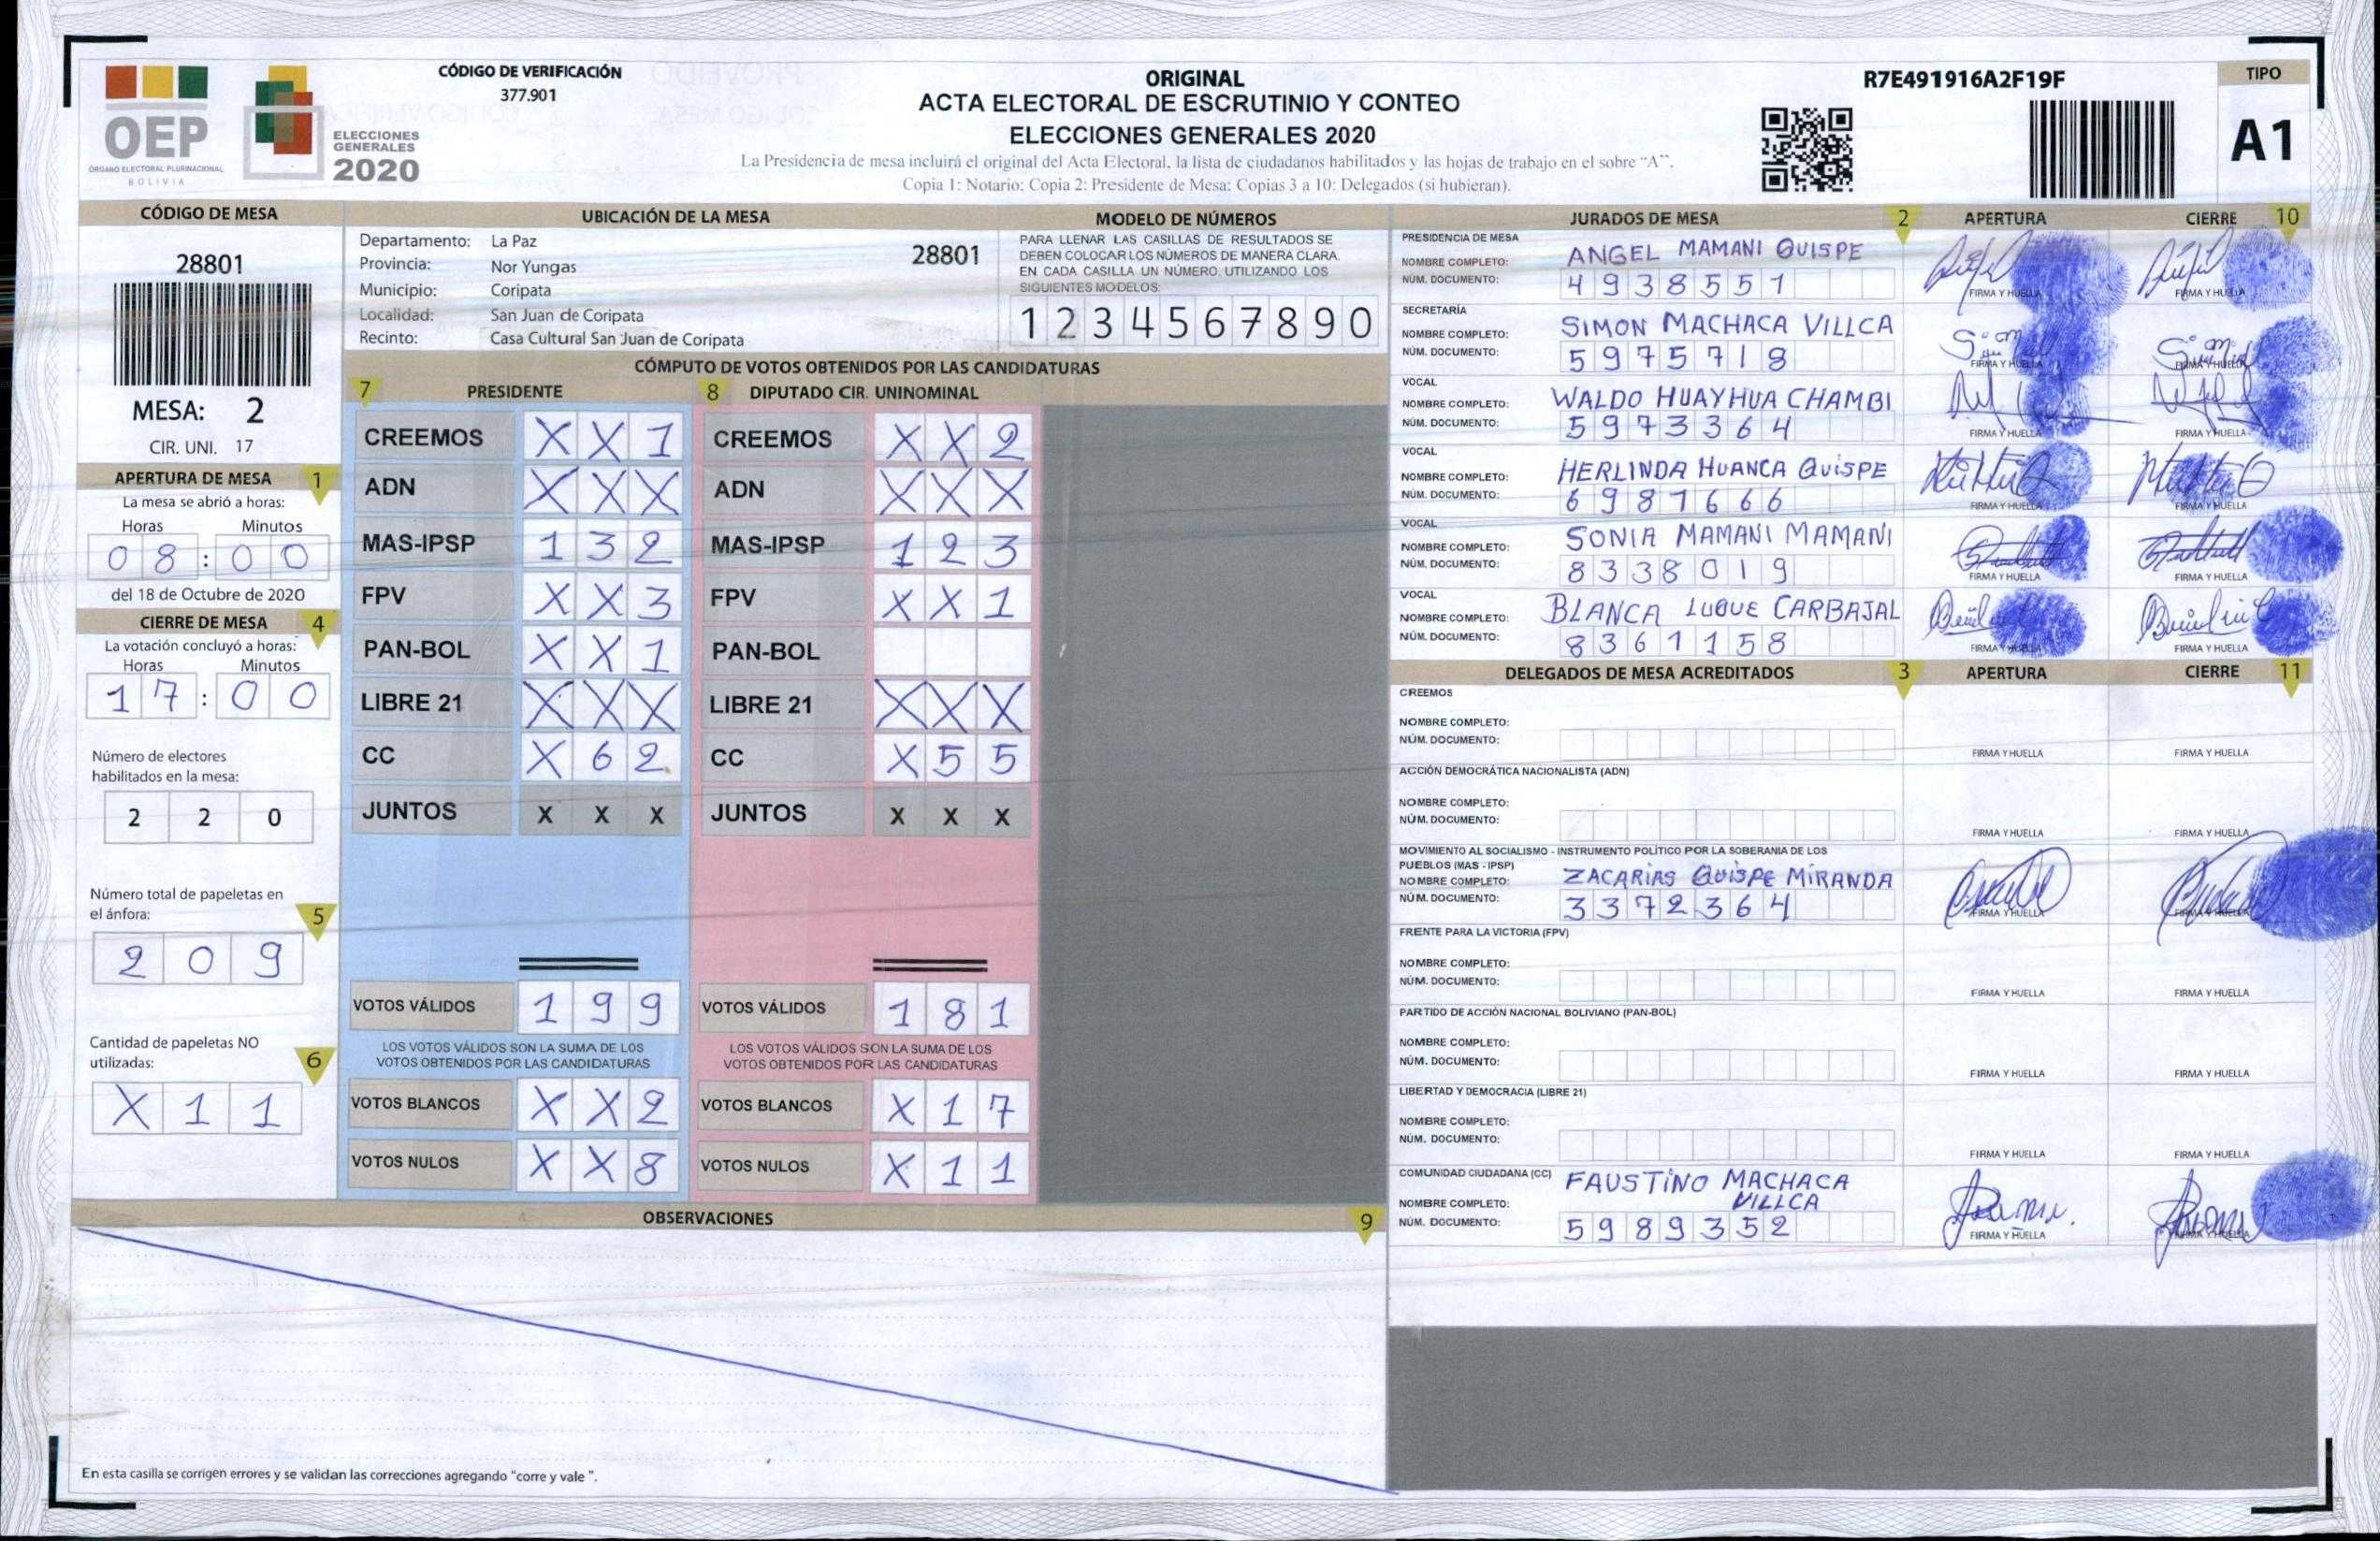 CÓDIGO DE VERIFICACIÓN
377.901
ORIGINAL
ACTA ELECTORAL DE ESCRUTINIO Y CONTEO
ELECCIONES GENERALES 2020
La Presidencia de mesa incluirá el original del Acta Electoral, la lista de ciudadanos habilitados y las hojas de trabajo en el sobre "A".
Copia 1: Notario; Copia 2: Presidente de Mesa; Copias 3 a 10: Delegados (si hubieran).
R7E491916A2F19F
TIPO
A1
OEP
ÓRGANO ELECTORAL PLURINACIONAL
BOLIVIA
ELECCIONES
GENERALES
2020
CÓDIGO DE MESA
28801
MESA: 2
CIR. UNI. 17
APERTURA DE MESA 1
La mesa se abrió a horas:
Horas Minutos
08:00
del 18 de Octubre de 2020
CIERRE DE MESA 4
La votación concluyó a horas:
Horas Minutos
17:00
Número de electores
habilitados en la mesa:
2 2 0
Número total de papeletas en
el ánfora: 5
2 0 9
Cantidad de papeletas NO
utilizadas: 6
X 1 1
UBICACIÓN DE LA MESA
Departamento: La Paz 28801
Provincia: Nor Yungas
Municipio: Coripata
Localidad: San Juan de Coripata
Recinto: Casa Cultural San Juan de Coripata
MODELO DE NÚMEROS
PARA LLENAR LAS CASILLAS DE RESULTADOS SE
DEBEN COLOCAR LOS NÚMEROS DE MANERA CLARA.
EN CADA CASILLA UN NÚMERO, UTILIZANDO LOS
SIGUIENTES MODELOS:
1 2 3 4 5 6 7 8 9 0
CÓMPUTO DE VOTOS OBTENIDOS POR LAS CANDIDATURAS
7 PRESIDENTE
CREEMOS X X 1
ADN X X X
MAS-IPSP 1 3 2
FPV X X 3
PAN-BOL X X 1
LIBRE 21 X X X
CC X 6 2
JUNTOS X X X
VOTOS VÁLIDOS 1 9 9
LOS VOTOS VÁLIDOS SON LA SUMA DE LOS
VOTOS OBTENIDOS POR LAS CANDIDATURAS
VOTOS BLANCOS X X 2
VOTOS NULOS X X 8
8 DIPUTADO CIR. UNINOMINAL
CREEMOS X X 2
ADN X X X
MAS-IPSP 1 2 3
FPV X X 1
PAN-BOL
LIBRE 21 X X X
CC X 5 5
JUNTOS X X X
VOTOS VÁLIDOS 1 8 1
LOS VOTOS VÁLIDOS SON LA SUMA DE LOS
VOTOS OBTENIDOS POR LAS CANDIDATURAS
VOTOS BLANCOS X 1 7
VOTOS NULOS X 1 1
OBSERVACIONES 9
En esta casilla se corrigen errores y se validan las correcciones agregando "corre y vale ".
JURADOS DE MESA 2 APERTURA CIERRE 10
PRESIDENCIA DE MESA
NOMBRE COMPLETO: ANGEL MAMANI QUISPE
NÚM. DOCUMENTO: 4938551
FIRMA Y HUELLA FIRMA Y HUELLA
SECRETARÍA
NOMBRE COMPLETO: SIMON MACHACA VILLCA
NÚM. DOCUMENTO: 5975718
FIRMA Y HUELLA FIRMA Y HUELLA
VOCAL
NOMBRE COMPLETO: WALDO HUAYHUA CHAMBI
NÚM. DOCUMENTO: 5973364
FIRMA Y HUELLA FIRMA Y HUELLA
VOCAL
NOMBRE COMPLETO: HERLINDA HUANCA QUISPE
NÚM. DOCUMENTO: 6981666
FIRMA Y HUELLA FIRMA Y HUELLA
VOCAL
NOMBRE COMPLETO: SONIA MAMANI MAMANI
NÚM. DOCUMENTO: 8338019
FIRMA Y HUELLA FIRMA Y HUELLA
VOCAL
NOMBRE COMPLETO: BLANCA LUQUE CARBAJAL
NÚM. DOCUMENTO: 8361158
FIRMA Y HUELLA FIRMA Y HUELLA
DELEGADOS DE MESA ACREDITADOS 3 APERTURA CIERRE 11
CREEMOS
NOMBRE COMPLETO:
NÚM. DOCUMENTO:
FIRMA Y HUELLA FIRMA Y HUELLA
ACCIÓN DEMOCRÁTICA NACIONALISTA (ADN)
NOMBRE COMPLETO:
NÚM. DOCUMENTO:
FIRMA Y HUELLA FIRMA Y HUELLA
MOVIMIENTO AL SOCIALISMO - INSTRUMENTO POLÍTICO POR LA SOBERANIA DE LOS
PUEBLOS (MAS - IPSP)
NOMBRE COMPLETO: ZACARIAS QUISPE MIRANDA
NÚM. DOCUMENTO: 3372364
FIRMA Y HUELLA FIRMA Y HUELLA
FRENTE PARA LA VICTORIA (FPV)
NOMBRE COMPLETO:
NÚM. DOCUMENTO:
FIRMA Y HUELLA FIRMA Y HUELLA
PARTIDO DE ACCIÓN NACIONAL BOLIVIANO (PAN-BOL)
NOMBRE COMPLETO:
NÚM. DOCUMENTO:
FIRMA Y HUELLA FIRMA Y HUELLA
LIBERTAD Y DEMOCRACIA (LIBRE 21)
NOMBRE COMPLETO:
NÚM. DOCUMENTO:
FIRMA Y HUELLA FIRMA Y HUELLA
COMUNIDAD CIUDADANA (CC) FAUSTINO MACHACA
NOMBRE COMPLETO: VILLCA
NÚM. DOCUMENTO: 5989352
FIRMA Y HUELLA FIRMA Y HUELLA